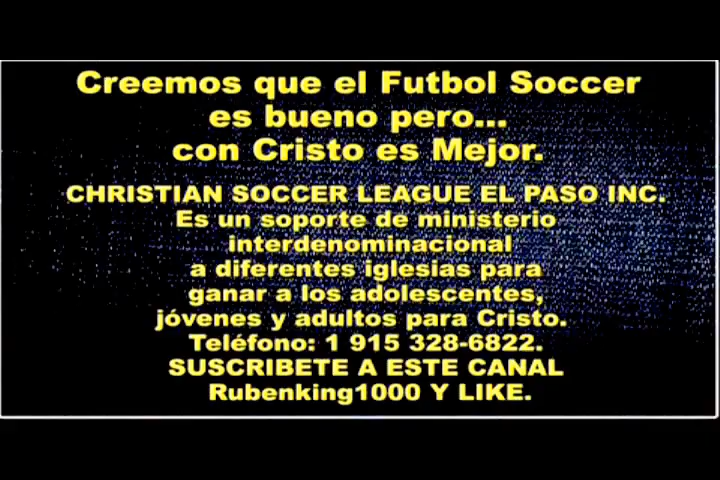 Creemos que el Futbol Soccer
es bueno pero...
con Cristo es Mejor.
CHRISTIAN SOCCER LEAGUE EL PASO INC.
Es un soporte de ministerio
interdenominacional
a diferentes iglesias para
ganar a los adolescentes,
jóvenes y adultos para Cristo.
Teléfono: 1 915 328-6822.
SUSCRIBETE A ESTE CANAL
Rubenking1000 Y LIKE.